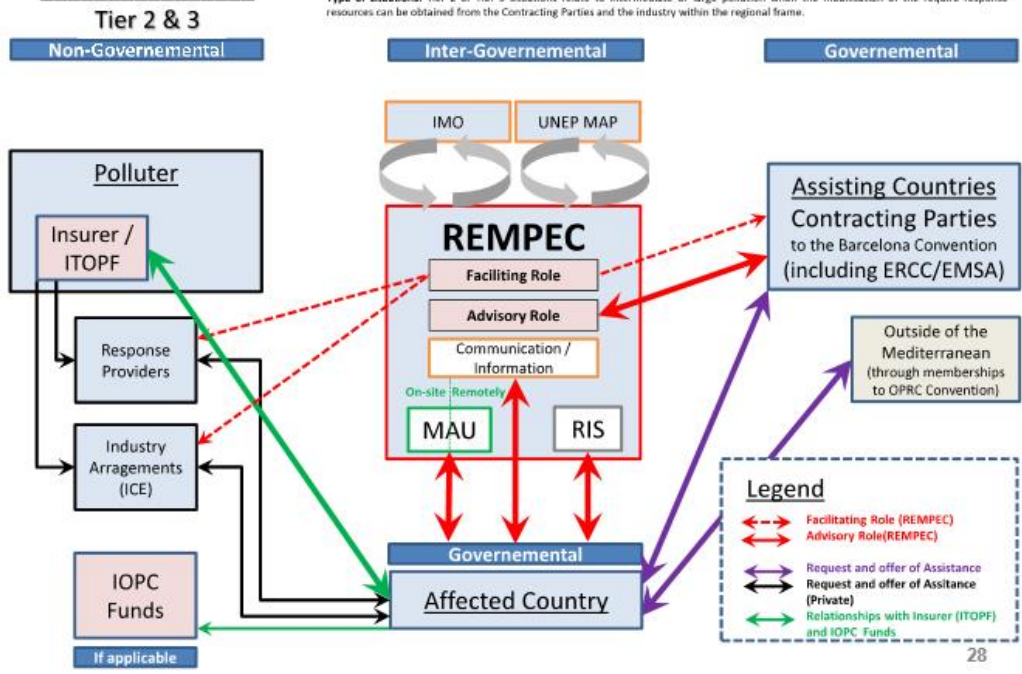 Tier 2 & 3
resources can be obtained from the Contracting Parties and the industry within the regional frame.
Non-Governemental
Inter-Governemental
Governemental
IMO
UNEP MAP
Polluter
Insurer /
ITOPF
Response
Providers
Industry
Arragements
(ICE)
IOPC
Funds
If applicable
REMPEC
Faciliting Role
Advisory Role
Communication /
Information
On-site Remotely
MAU
RIS
Governemental
Affected Country
Assisting Countries
Contracting Parties
to the Barcelona Convention
(including ERCC/EMSA)
Outside of the
Mediterranean
(through memberships
to OPRC Convention)
Legend
Facilitating Role (REMPEC)
Advisory Role(REMPEC)
Request and offer of Assistance
Request and offer of Assitance
(Private)
Relationships with Insurer (ITOPF)
and IOPC Funds
28